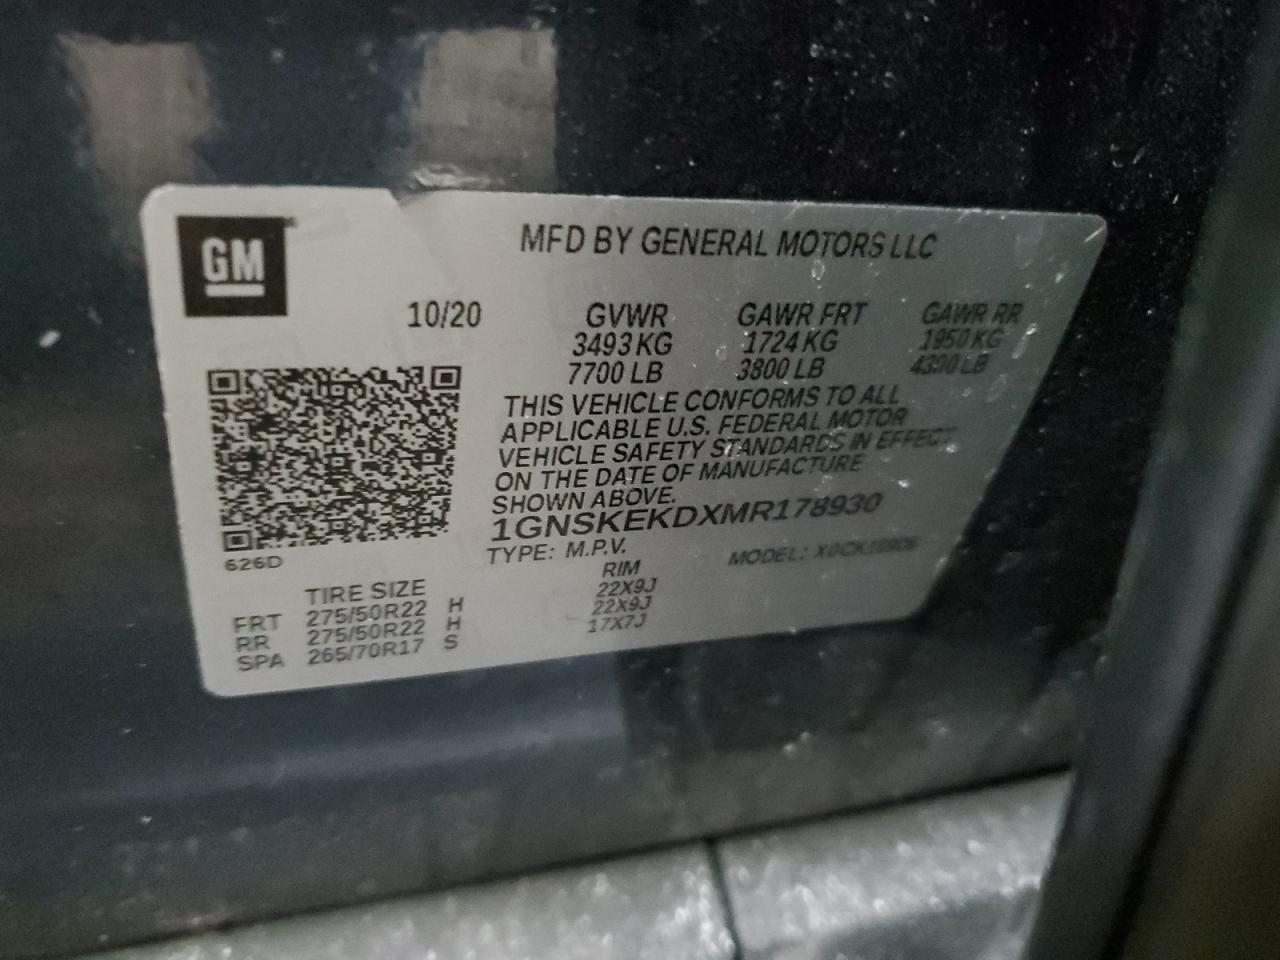 GM
MFD BY GENERAL MOTORS LLC
10/20 GVWR GAWR FRT GAWR RR
3493 KG 1724 KG 1950 KG
7700 LB 3800 LB 4300 LB
THIS VEHICLE CONFORMS TO ALL
APPLICABLE U.S. FEDERAL MOTOR
VEHICLE SAFETY STANDARDS IN EFFECT
ON THE DATE OF MANUFACTURE
SHOWN ABOVE.
1GNSKEKDXMR178930
626D TYPE: M.P.V. MODEL:
TIRE SIZE RIM
FRT 275/50R22 H 22X9J
RR 275/50R22 H 22X9J
SPA 265/70R17 S 17X7J